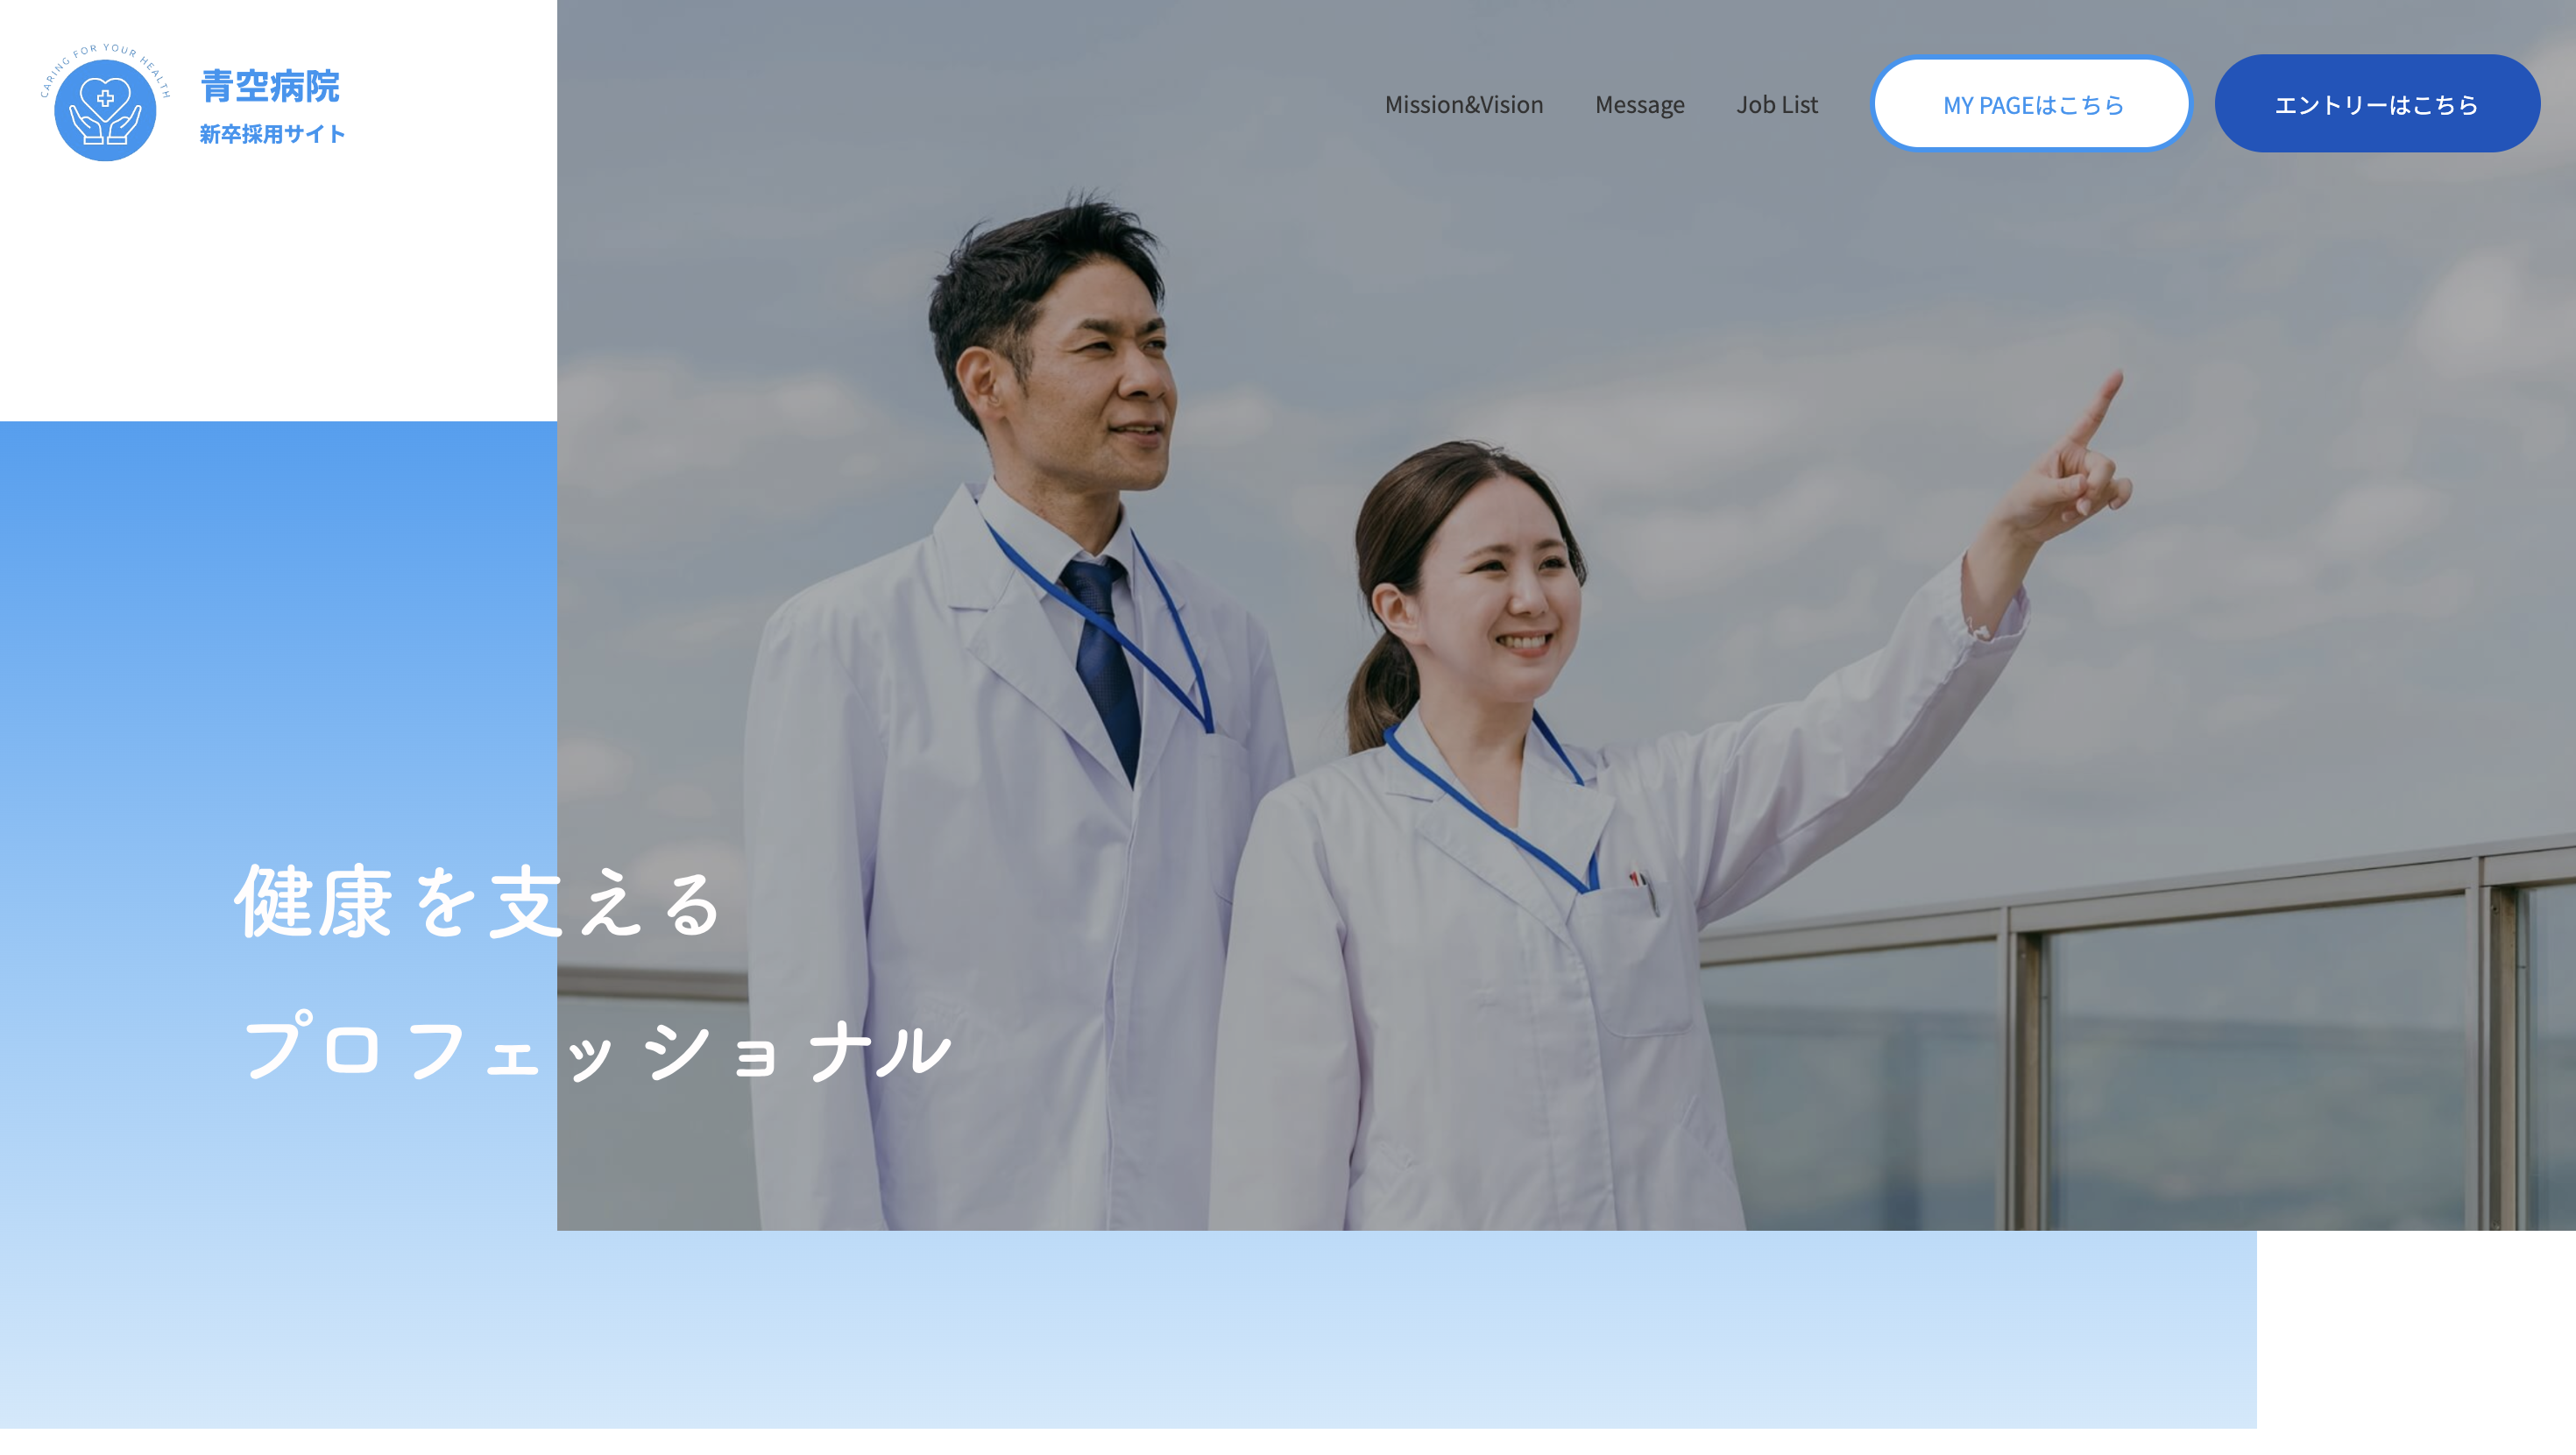 CARING FOR YOUR HEALTH
青空病院
新卒採用サイト
Mission&Vision
Message
Job List
MY PAGEはこちら
エントリーはこちら
健康を支える
プロフェッショナル